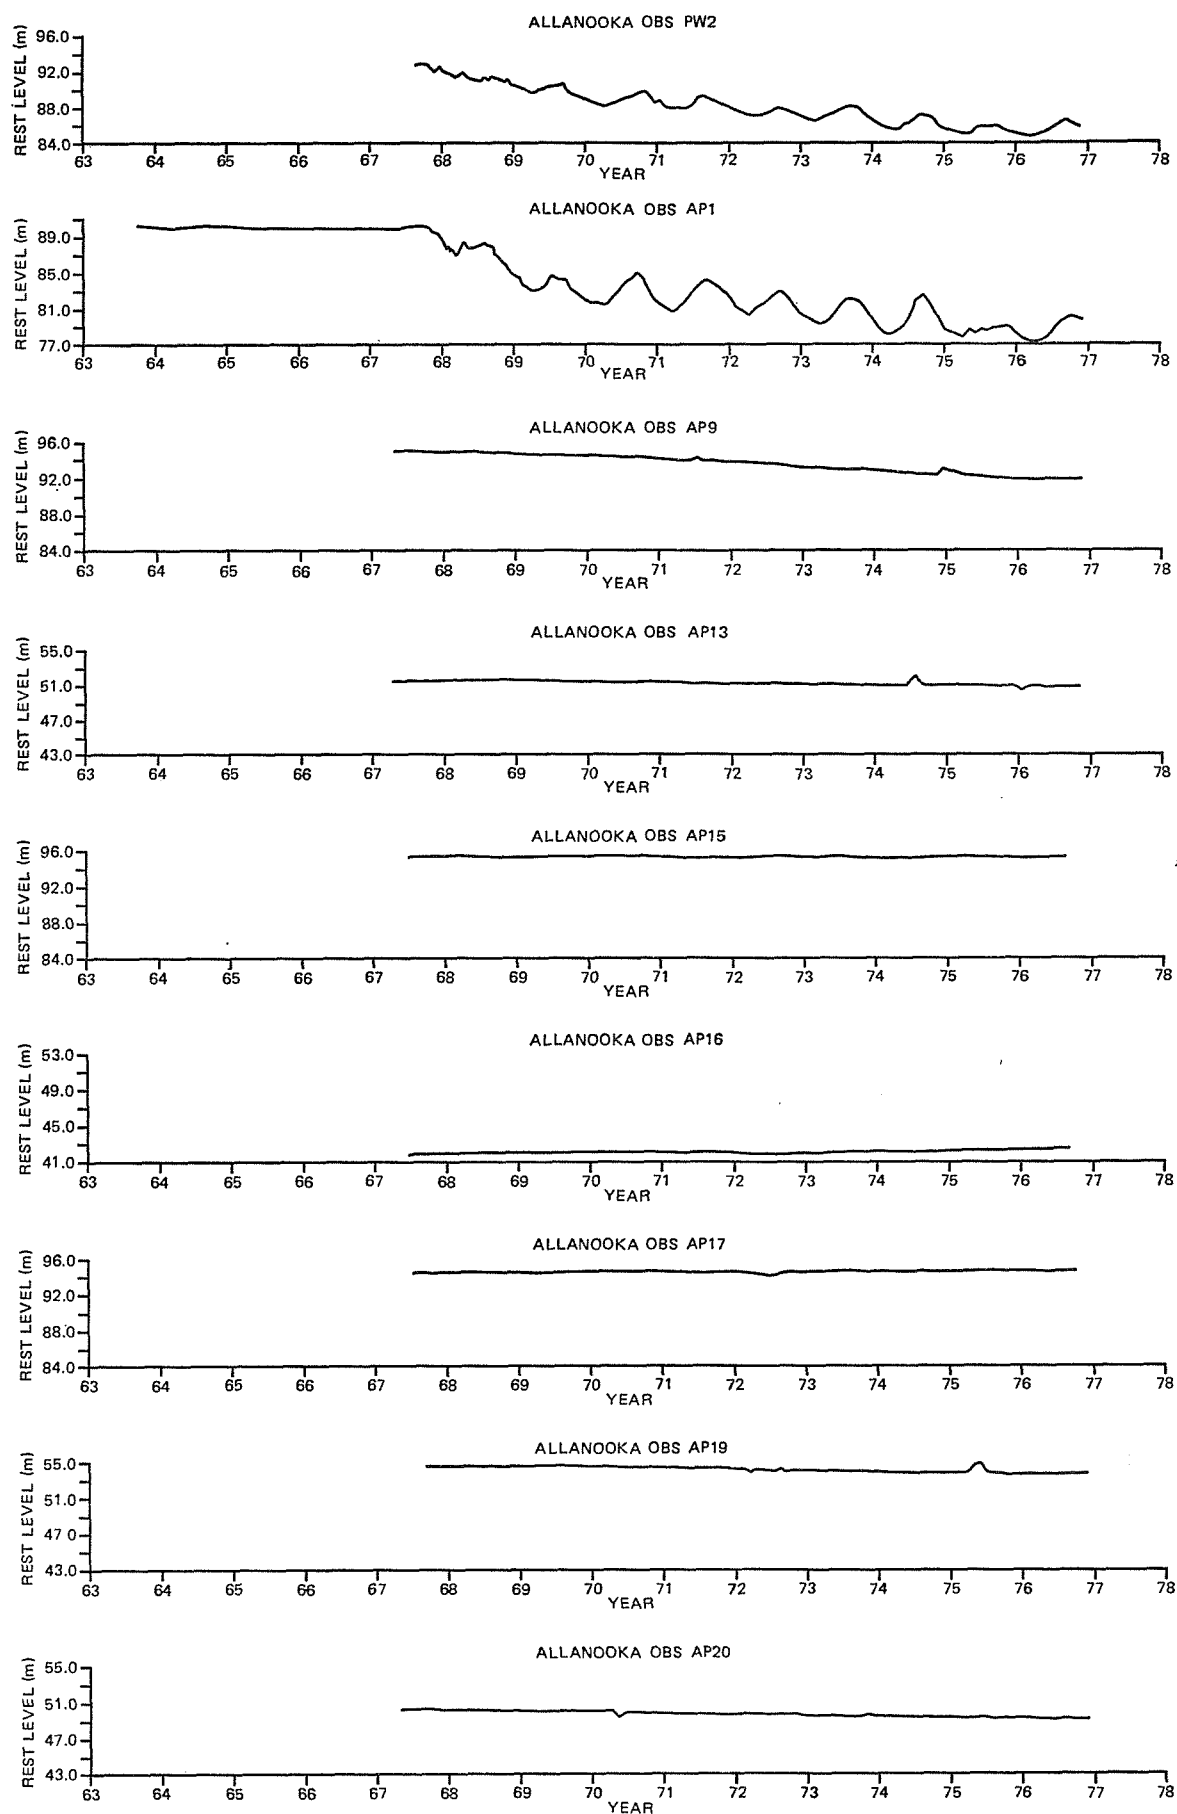 ALLANOOKA OBS PW2
REST LEVEL (m)
96.0
92.0
88.0
84.0
63 64 65 66 67 68 69 70 71 72 73 74 75 76 77 78
YEAR
ALLANOOKA OBS AP1
REST LEVEL (m)
89.0
85.0
81.0
77.0
63 64 65 66 67 68 69 70 71 72 73 74 75 76 77 78
YEAR
ALLANOOKA OBS AP9
REST LEVEL (m)
96.0
92.0
88.0
84.0
63 64 65 66 67 68 69 70 71 72 73 74 75 76 77 78
YEAR
ALLANOOKA OBS AP13
REST LEVEL (m)
55.0
51.0
47.0
43.0
63 64 65 66 67 68 69 70 71 72 73 74 75 76 77 78
YEAR
ALLANOOKA OBS AP15
REST LEVEL (m)
96.0
92.0
88.0
84.0
63 64 65 66 67 68 69 70 71 72 73 74 75 76 77 78
YEAR
ALLANOOKA OBS AP16
REST LEVEL (m)
53.0
49.0
45.0
41.0
63 64 65 66 67 68 69 70 71 72 73 74 75 76 77 78
YEAR
ALLANOOKA OBS AP17
REST LEVEL (m)
96.0
92.0
88.0
84.0
63 64 65 66 67 68 69 70 71 72 73 74 75 76 77 78
YEAR
ALLANOOKA OBS AP19
REST LEVEL (m)
55.0
51.0
47.0
43.0
63 64 65 66 67 68 69 70 71 72 73 74 75 76 77 78
YEAR
ALLANOOKA OBS AP20
REST LEVEL (m)
55.0
51.0
47.0
43.0
63 64 65 66 67 68 69 70 71 72 73 74 75 76 77 78
YEAR